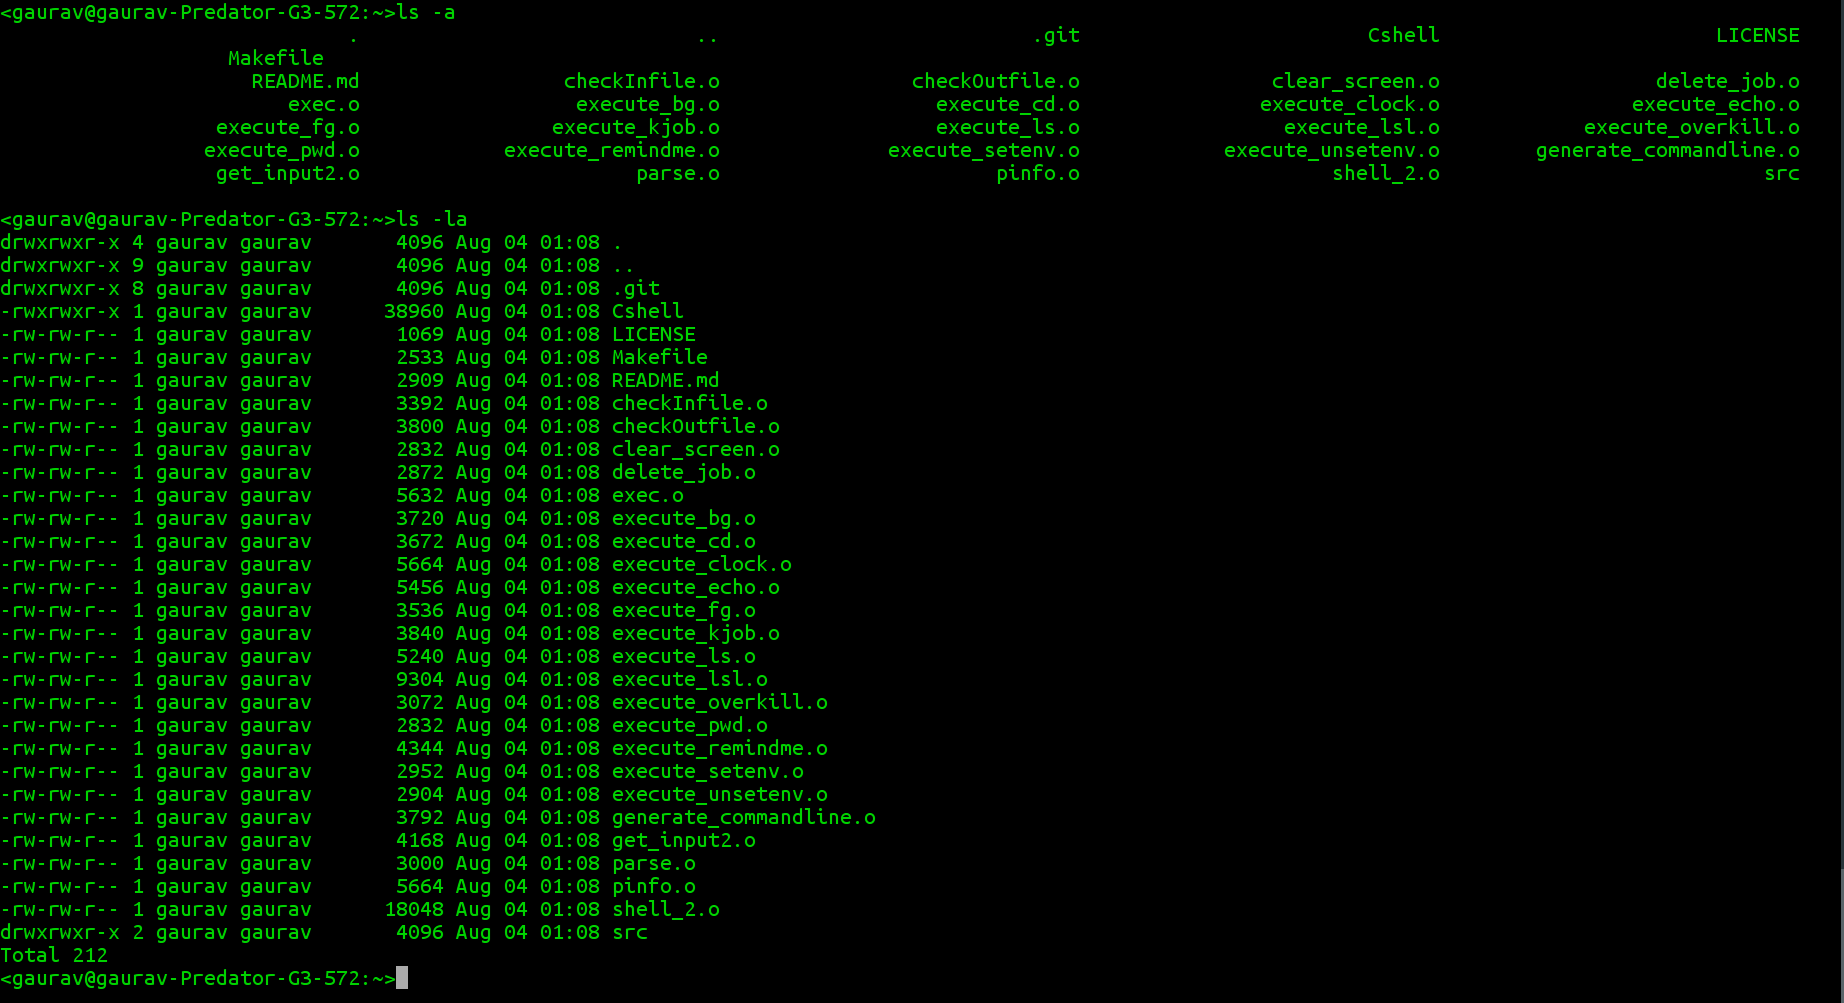 <gaurav@gaurav-Predator-G3-572:~>ls -a
. .. .git Cshell LICENSE
Makefile
README.md checkInfile.o checkOutfile.o clear_screen.o delete_job.o
exec.o execute_bg.o execute_cd.o execute_clock.o execute_echo.o
execute_fg.o execute_kjob.o execute_ls.o execute_lsl.o execute_overkill.o
execute_pwd.o execute_remindme.o execute_setenv.o execute_unsetenv.o generate_commandline.o
get_input2.o parse.o pinfo.o shell_2.o src
<gaurav@gaurav-Predator-G3-572:~>ls -la
drwxrwxr-x 4 gaurav gaurav 4096 Aug 04 01:08 .
drwxrwxr-x 9 gaurav gaurav 4096 Aug 04 01:08 ..
drwxrwxr-x 8 gaurav gaurav 4096 Aug 04 01:08 .git
-rwxrwxr-x 1 gaurav gaurav 38960 Aug 04 01:08 Cshell
-rw-rw-r-- 1 gaurav gaurav 1069 Aug 04 01:08 LICENSE
-rw-rw-r-- 1 gaurav gaurav 2533 Aug 04 01:08 Makefile
-rw-rw-r-- 1 gaurav gaurav 2909 Aug 04 01:08 README.md
-rw-rw-r-- 1 gaurav gaurav 3392 Aug 04 01:08 checkInfile.o
-rw-rw-r-- 1 gaurav gaurav 3800 Aug 04 01:08 checkOutfile.o
-rw-rw-r-- 1 gaurav gaurav 2832 Aug 04 01:08 clear_screen.o
-rw-rw-r-- 1 gaurav gaurav 2872 Aug 04 01:08 delete_job.o
-rw-rw-r-- 1 gaurav gaurav 5632 Aug 04 01:08 exec.o
-rw-rw-r-- 1 gaurav gaurav 3720 Aug 04 01:08 execute_bg.o
-rw-rw-r-- 1 gaurav gaurav 3672 Aug 04 01:08 execute_cd.o
-rw-rw-r-- 1 gaurav gaurav 5664 Aug 04 01:08 execute_clock.o
-rw-rw-r-- 1 gaurav gaurav 5456 Aug 04 01:08 execute_echo.o
-rw-rw-r-- 1 gaurav gaurav 3536 Aug 04 01:08 execute_fg.o
-rw-rw-r-- 1 gaurav gaurav 3840 Aug 04 01:08 execute_kjob.o
-rw-rw-r-- 1 gaurav gaurav 5240 Aug 04 01:08 execute_ls.o
-rw-rw-r-- 1 gaurav gaurav 9304 Aug 04 01:08 execute_lsl.o
-rw-rw-r-- 1 gaurav gaurav 3072 Aug 04 01:08 execute_overkill.o
-rw-rw-r-- 1 gaurav gaurav 2832 Aug 04 01:08 execute_pwd.o
-rw-rw-r-- 1 gaurav gaurav 4344 Aug 04 01:08 execute_remindme.o
-rw-rw-r-- 1 gaurav gaurav 2952 Aug 04 01:08 execute_setenv.o
-rw-rw-r-- 1 gaurav gaurav 2904 Aug 04 01:08 execute_unsetenv.o
-rw-rw-r-- 1 gaurav gaurav 3792 Aug 04 01:08 generate_commandline.o
-rw-rw-r-- 1 gaurav gaurav 4168 Aug 04 01:08 get_input2.o
-rw-rw-r-- 1 gaurav gaurav 3000 Aug 04 01:08 parse.o
-rw-rw-r-- 1 gaurav gaurav 5664 Aug 04 01:08 pinfo.o
-rw-rw-r-- 1 gaurav gaurav 18048 Aug 04 01:08 shell_2.o
drwxrwxr-x 2 gaurav gaurav 4096 Aug 04 01:08 src
Total 212
<gaurav@gaurav-Predator-G3-572:~>